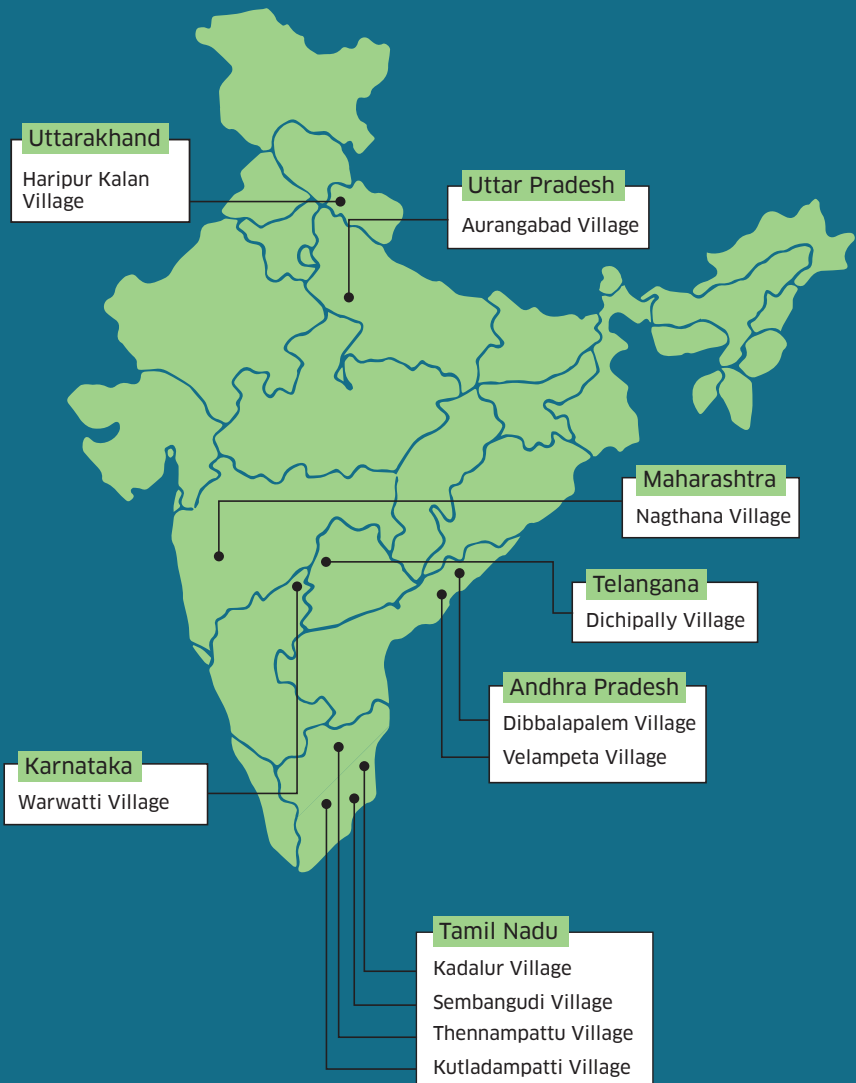 Uttarakhand
Haripur Kalan
Village
Uttar Pradesh
Aurangabad Village
Maharashtra
Nagthana Village
Telangana
Dichipally Village
Andhra Pradesh
Dibbalapalem Village
Velampeta Village
Karnataka
Warwatti Village
Tamil Nadu
Kadalur Village
Sembangudi Village
Thennampattu Village
Kutladampatti Village